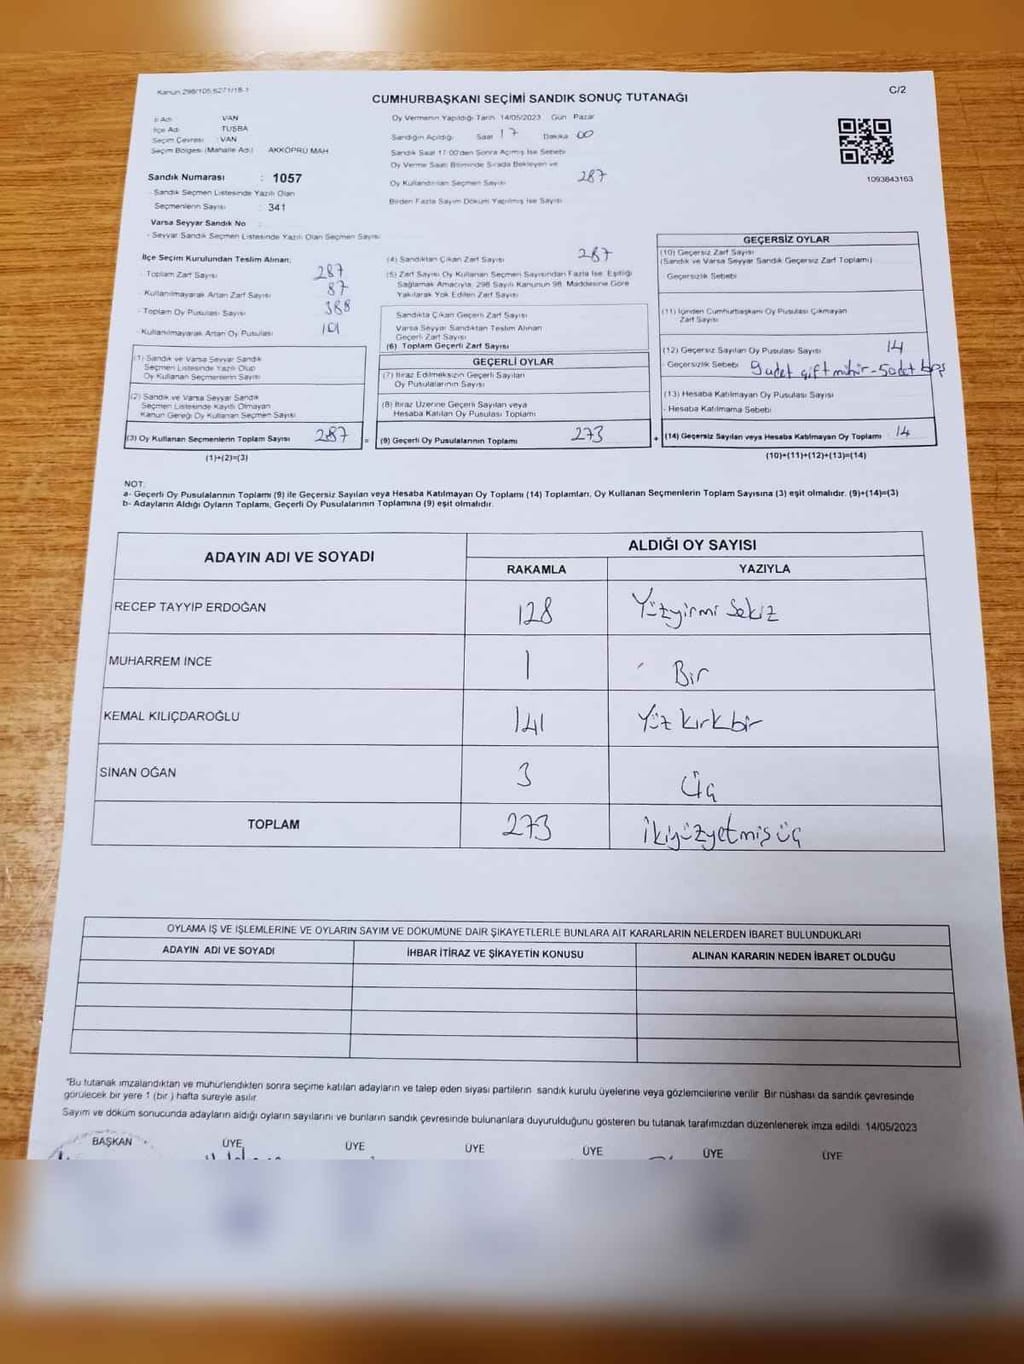 Kanun 298/105,6271/18-1
C/2
CUMHURBAŞKANI SEÇİMİ SANDIK SONUÇ TUTANAĞI
İl Adı VAN
İlçe Adı TUŞBA
Seçim Çevresi : VAN
Seçim Bölgesi (Mahalle Adı) AKKÖPRÜ MAH
Sandık Numarası : 1057
- Sandık Seçmen Listesinde Yazılı Olan
Seçmenlerin Sayısı : 341
Varsa Seyyar Sandık No
- Seyyar Sandık Seçmen Listesinde Yazılı Olan Seçmen Sayısı
Oy Vermenin Yapıldığı Tarih 14/05/2023 Gün Pazar
Sandığın Açıldığı Saat 17 Dakika 00
Sandık Saat 17:00'den Sonra Açılmış İse Sebebi
Oy Verme Saati Bitiminde Sırada Bekleyen ve
Oy Kullandırılan Seçmen Sayısı 287
Birden Fazla Sayım Döküm Yapılmış İse Sayısı
1093843163
İlçe Seçim Kurulundan Teslim Alınan;
- Toplam Zarf Sayısı 287
- Kullanılmayarak Artan Zarf Sayısı 87
- Toplam Oy Pusulası Sayısı 388
- Kullanılmayarak Artan Oy Pusulası 101
(1) Sandık ve Varsa Seyyar Sandık
Seçmen Listesinde Yazılı Olup
Oy Kullanan Seçmenlerin Sayısı
(2) Sandık ve Varsa Seyyar Sandık
Seçmen Listesinde Kayıtlı Olmayan
Kanun Gereği Oy Kullanan Seçmen Sayısı
(3) Oy Kullanan Seçmenlerin Toplam Sayısı 287 =
(1)+(2)=(3)
(4) Sandıktan Çıkan Zarf Sayısı 287
(5) Zarf Sayısı Oy Kullanan Seçmen Sayısından Fazla İse, Eşitliği
Sağlamak Amacıyla, 298 Sayılı Kanunun 98. Maddesine Göre
Yakılarak Yok Edilen Zarf Sayısı
Sandıkta Çıkan Geçerli Zarf Sayısı
Varsa Seyyar Sandıktan Teslim Alınan
Geçerli Zarf Sayısı
(6) Toplam Geçerli Zarf Sayısı
GEÇERLİ OYLAR
(7) İtiraz Edilmeksizin Geçerli Sayılan
Oy Pusulalarının Sayısı
(8) İtiraz Üzerine Geçerli Sayılan veya
Hesaba Katılan Oy Pusulası Toplamı
(9) Geçerli Oy Pusulalarının Toplamı 273 +
GEÇERSİZ OYLAR
(10) Geçersiz Zarf Sayısı
(Sandık ve Varsa Seyyar Sandık Geçersiz Zarf Toplamı)
Geçersizlik Sebebi
(11) İçinden Cumhurbaşkanı Oy Pusulası Çıkmayan
Zarf Sayısı
(12) Geçersiz Sayılan Oy Pusulası Sayısı 14
- Geçersizlik Sebebi 9 adet çift mühür - 5 adet boş
(13) Hesaba Katılmayan Oy Pusulası Sayısı
- Hesaba Katılmama Sebebi
(14) Geçersiz Sayılan veya Hesaba Katılmayan Oy Toplamı 14
(10)+(11)+(12)+(13)=(14)
NOT:
a- Geçerli Oy Pusulalarının Toplamı (9) ile Geçersiz Sayılan veya Hesaba Katılmayan Oy Toplamı (14) Toplamları, Oy Kullanan Seçmenlerin Toplam Sayısına (3) eşit olmalıdır. (9)+(14)=(3)
b- Adayların Aldığı Oyların Toplamı, Geçerli Oy Pusulalarının Toplamına (9) eşit olmalıdır.
ADAYIN ADI VE SOYADI
ALDIĞI OY SAYISI
RAKAMLA YAZIYLA
RECEP TAYYİP ERDOĞAN 128 Yüzyirmi Sekiz
MUHARREM İNCE 1 Bir
KEMAL KILIÇDAROĞLU 141 Yüz kırkbir
SİNAN OĞAN 3 Üç
TOPLAM 273 İkiyüzyetmiş üç
OYLAMA İŞ VE İŞLEMLERİNE VE OYLARIN SAYIM VE DÖKÜMÜNE DAİR ŞİKAYETLERLE BUNLARA AİT KARARLARIN NELERDEN İBARET BULUNDUKLARI
ADAYIN ADI VE SOYADI İHBAR İTİRAZ VE ŞİKAYETİN KONUSU ALINAN KARARIN NEDEN İBARET OLDUĞU
"Bu tutanak imzalandıktan ve mühürlendikten sonra seçime katılan adayların ve talep eden siyasi partilerin sandık kurulu üyelerine veya gözlemcilerine verilir. Bir nüshası da sandık çevresinde
görülecek bir yere 1 (bir) hafta süreyle asılır.
Sayım ve döküm sonucunda adayların aldığı oyların sayılarını ve bunların sandık çevresinde bulunanlara duyurulduğunu gösteren bu tutanak tarafımızdan düzenlenerek imza edildi. 14/05/2023
BAŞKAN ÜYE ÜYE ÜYE ÜYE ÜYE ÜYE